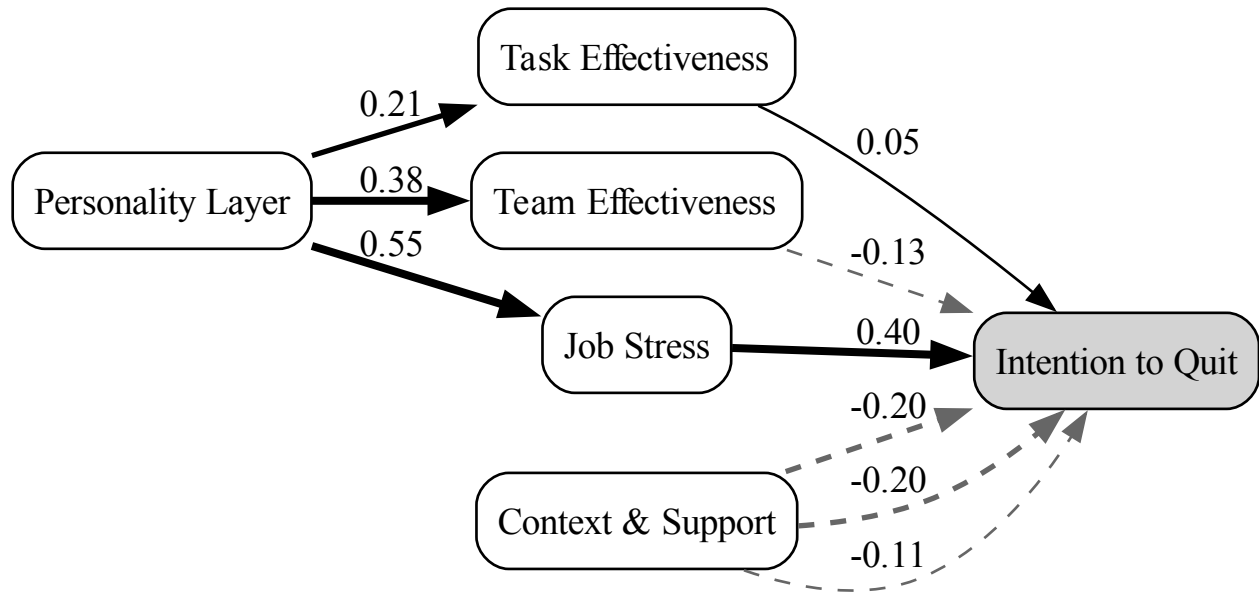 Task Effectiveness
0.21
0.05
Personality Layer
0.38
Team Effectiveness
0.55
-0.13
Job Stress
0.40
Intention to Quit
-0.20
-0.20
Context & Support
-0.11